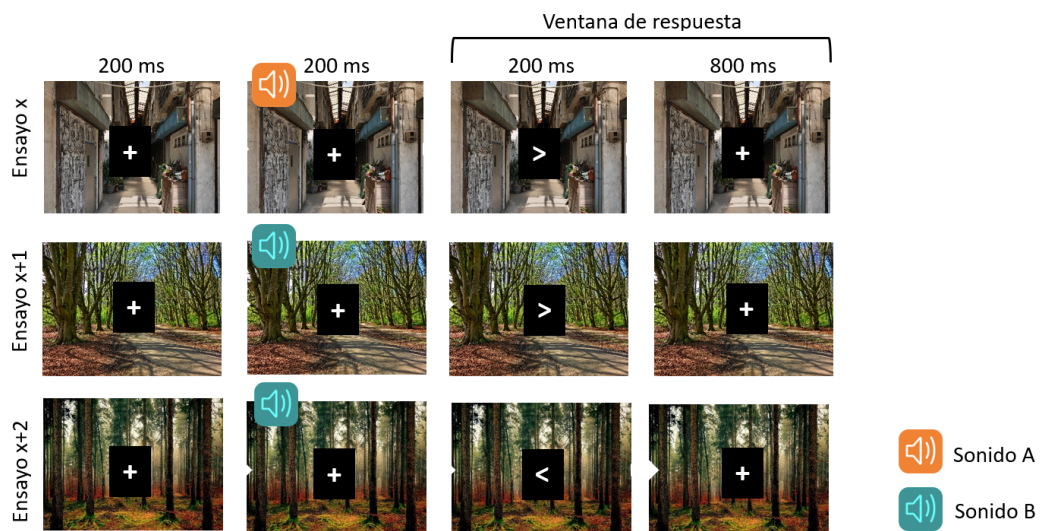 Ventana de respuesta
200 ms 200 ms 200 ms 800 ms
Ensayo x
+ + > +
Ensayo x+1
+ + > +
Ensayo x+2
+ + < +
Sonido A
Sonido B